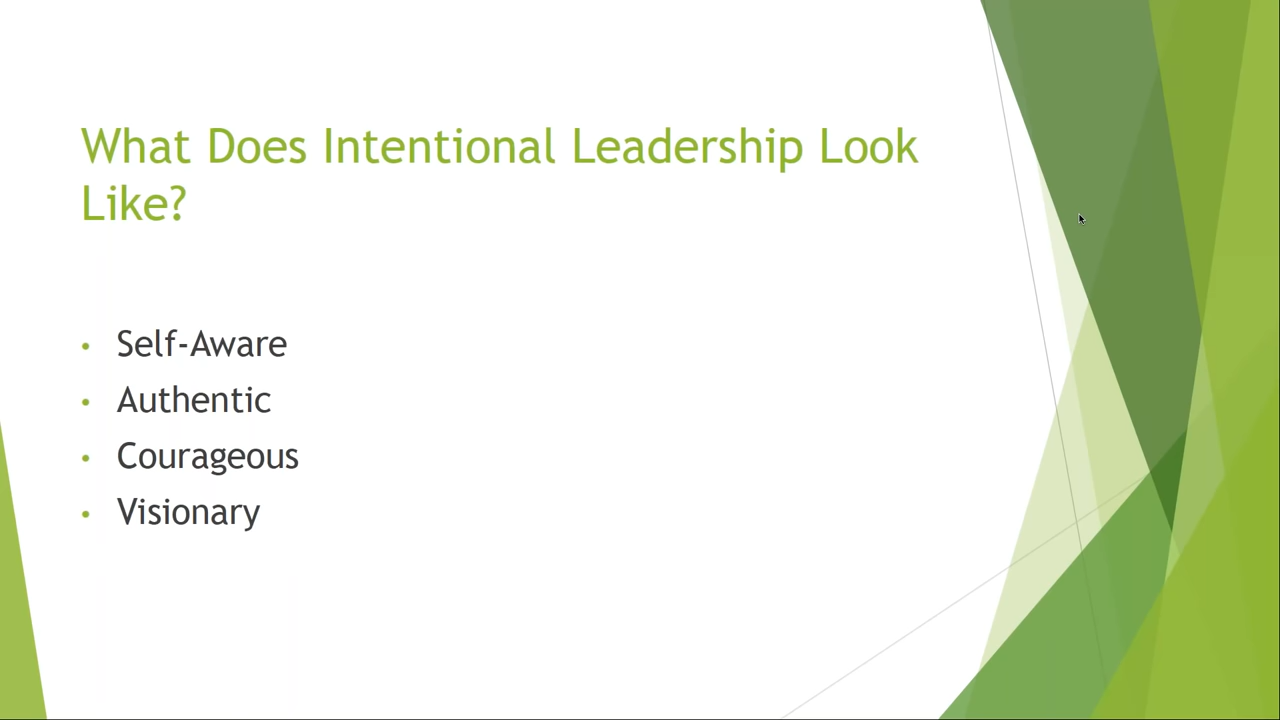 What Does Intentional Leadership Look
Like?
• Self-Aware
• Authentic
• Courageous
• Visionary